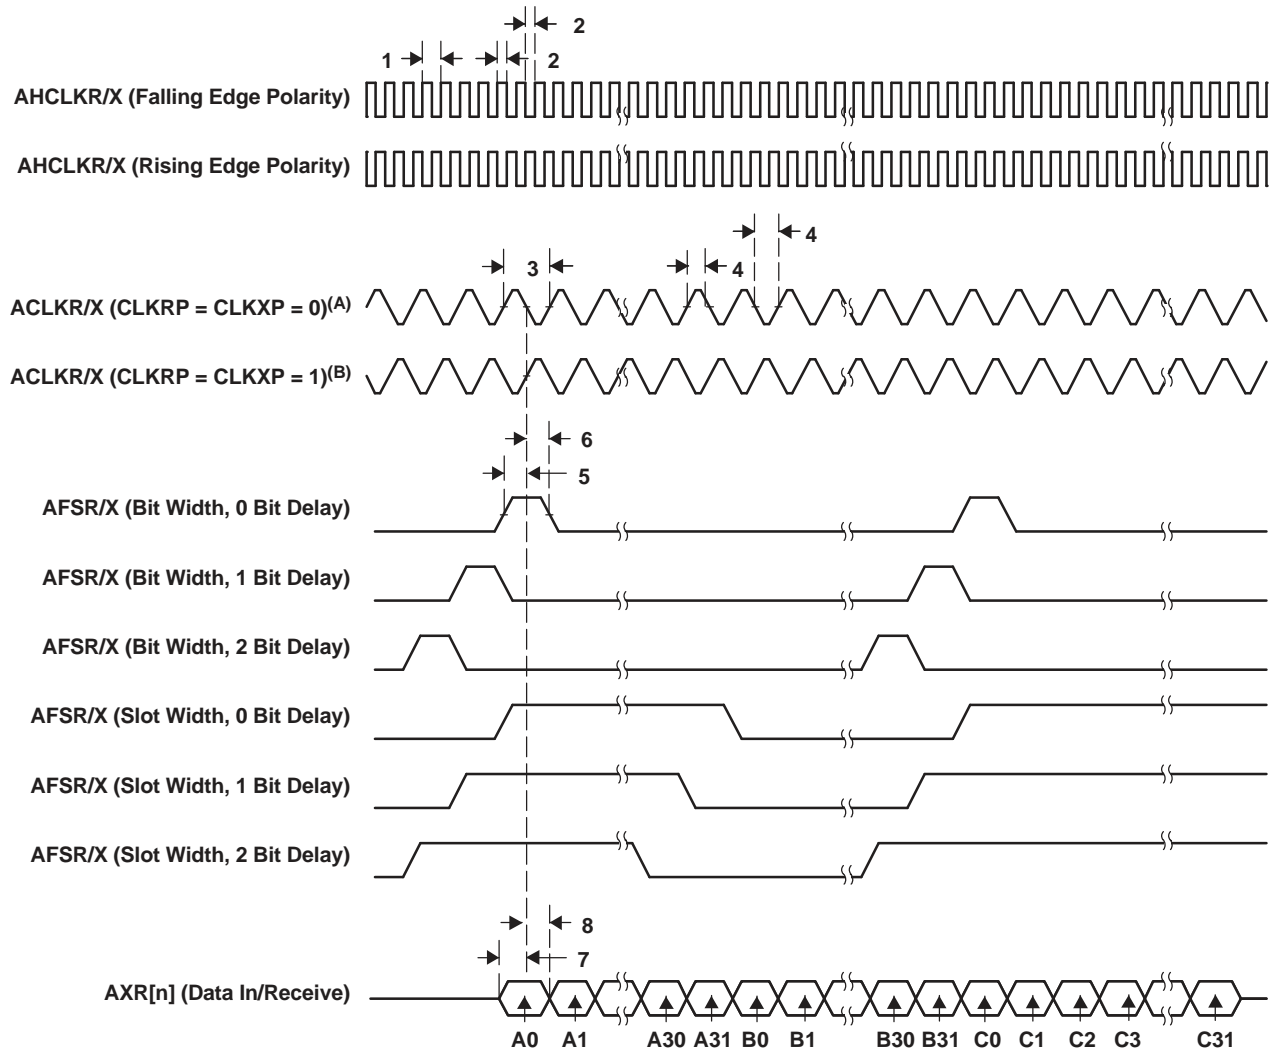 2
1
2
AHCLKR/X (Falling Edge Polarity)
AHCLKR/X (Rising Edge Polarity)
4
3
4
ACLKR/X (CLKRP = CLKXP = 0)(A)
ACLKR/X (CLKRP = CLKXP = 1)(B)
6
5
AFSR/X (Bit Width, 0 Bit Delay)
AFSR/X (Bit Width, 1 Bit Delay)
AFSR/X (Bit Width, 2 Bit Delay)
AFSR/X (Slot Width, 0 Bit Delay)
AFSR/X (Slot Width, 1 Bit Delay)
AFSR/X (Slot Width, 2 Bit Delay)
8
7
AXR[n] (Data In/Receive)
A0 A1 A30 A31 B0 B1 B30 B31 C0 C1 C2 C3 C31